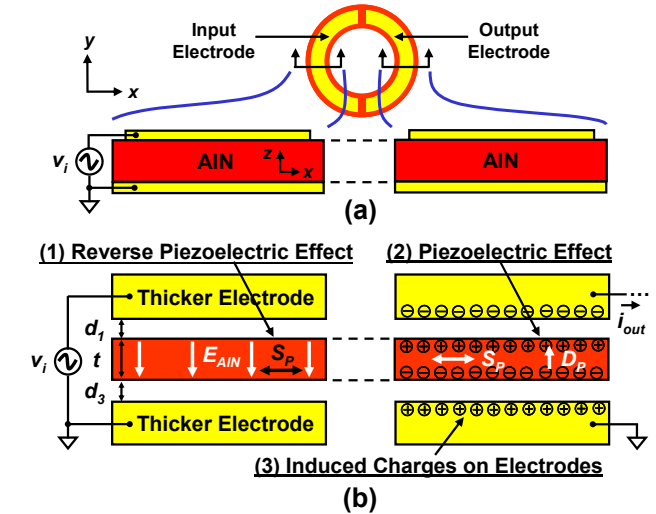 Input
Electrode
Output
Electrode
y
x
v_i
AlN
z
x
AlN
(a)
(1) Reverse Piezoelectric Effect
(2) Piezoelectric Effect
Thicker Electrode
d_1
i_out
v_i
t
E_AlN
S_P
S_P
D_P
d_3
Thicker Electrode
(3) Induced Charges on Electrodes
(b)